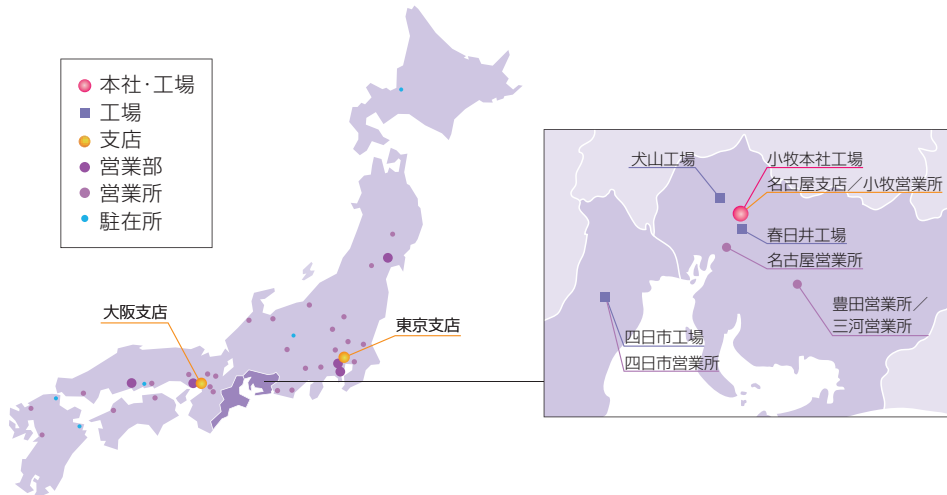 本社・工場
工場
支店
営業部
営業所
駐在所
大阪支店
東京支店
犬山工場
小牧本社工場
名古屋支店／小牧営業所
春日井工場
名古屋営業所
豊田営業所／
三河営業所
四日市工場
四日市営業所